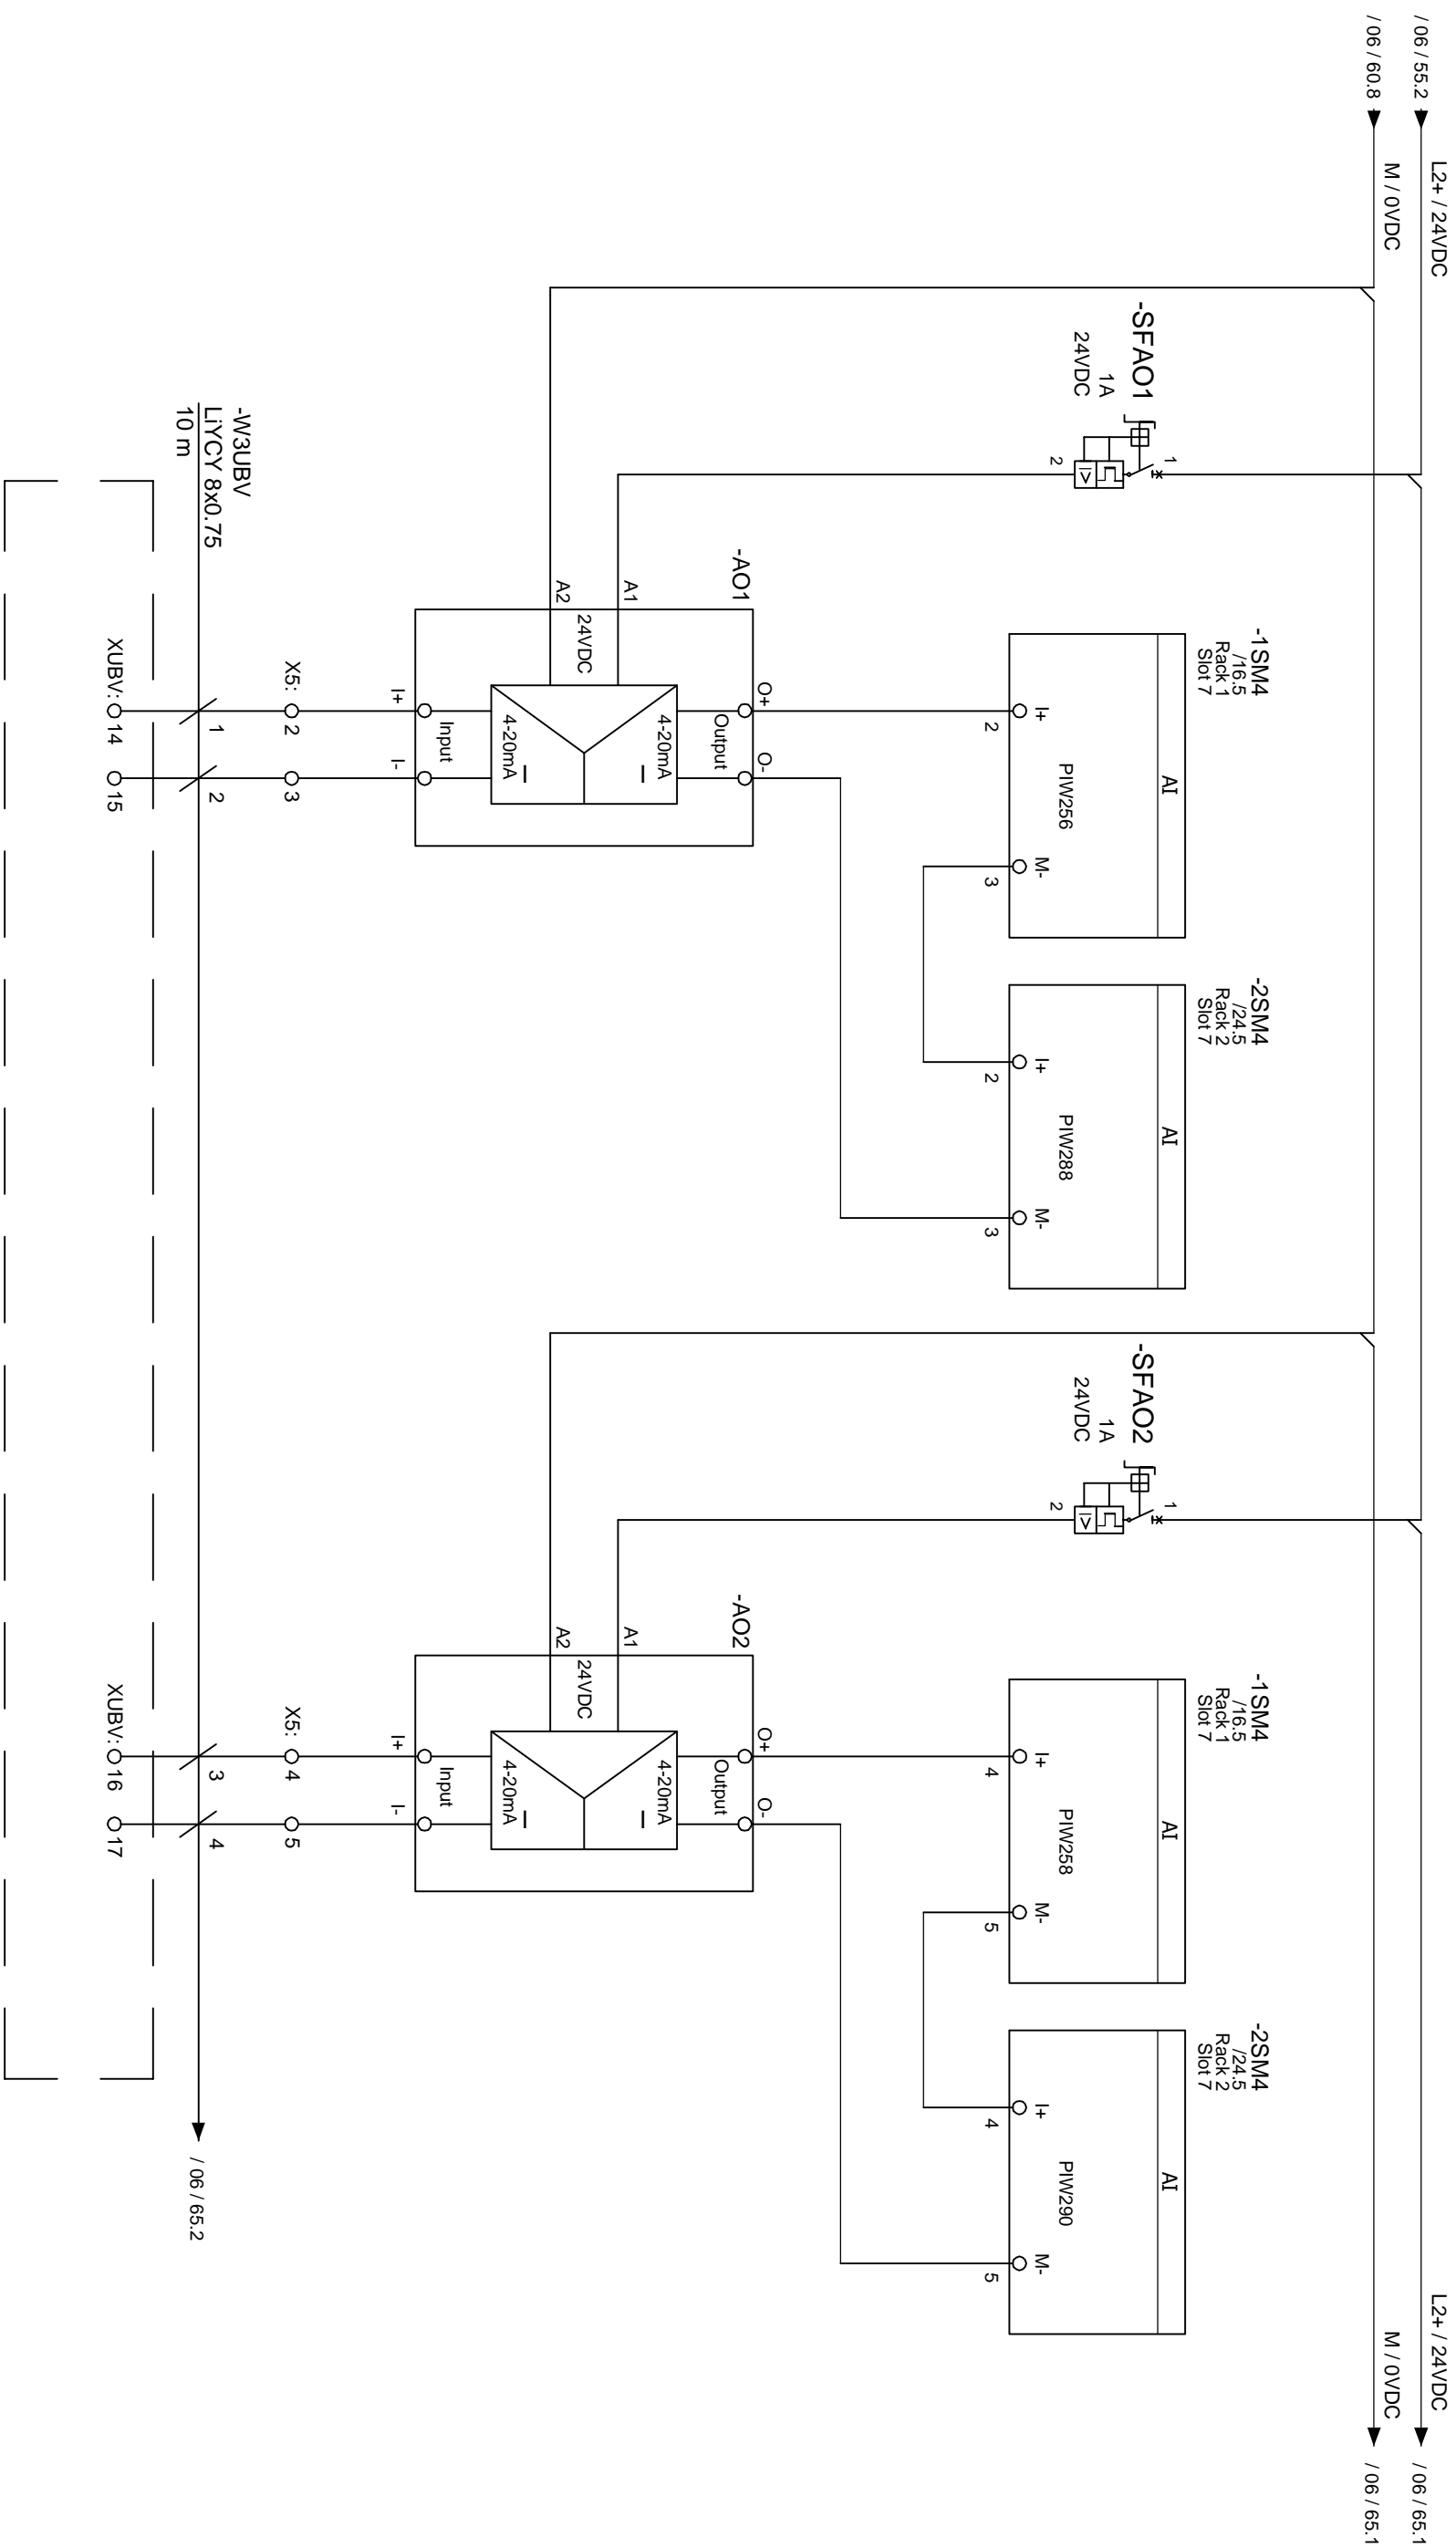 / 06 / 55.2
L2+ / 24VDC
L2+ / 24VDC
/ 06 / 65.1
/ 06 / 60.8
M / 0VDC
M / 0VDC
/ 06 / 65.1
-1SM4
/16.5
Rack 1
Slot 7
-2SM4
/24.5
Rack 2
Slot 7
-1SM4
/16.5
Rack 1
Slot 7
-2SM4
/24.5
Rack 2
Slot 7
-SFAO1
1A
24VDC
1
2
AI
PIW256
I+
M-
2
3
AI
PIW288
I+
M-
2
3
-SFAO2
1A
24VDC
1
2
AI
PIW258
I+
M-
4
5
AI
PIW290
I+
M-
4
5
-AO1
O+
O-
Output
4-20mA
A1
24VDC
A2
4-20mA
Input
I+
I-
-AO2
O+
O-
Output
4-20mA
A1
24VDC
A2
4-20mA
Input
I+
I-
X5:
2
3
X5:
4
5
-W3UBV
LiYCY 8x0.75
10 m
1
2
3
4
/ 06 / 65.2
XUBV:
14
15
XUBV:
16
17